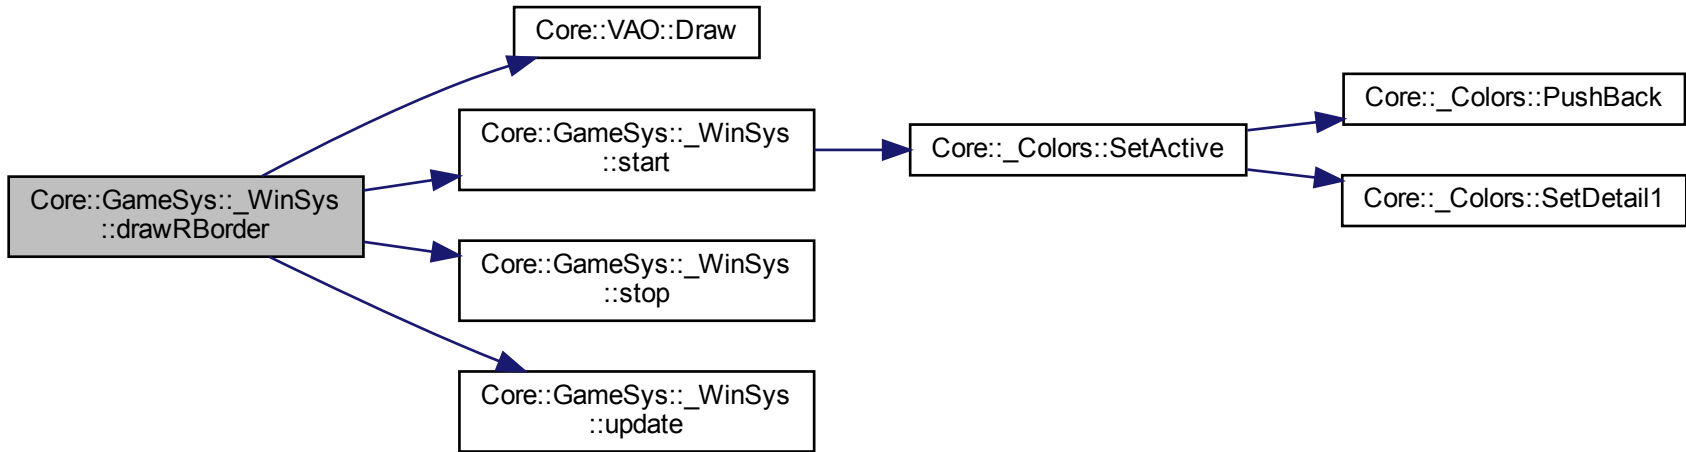 Core::GameSys::_WinSys
::drawRBorder
Core::VAO::Draw
Core::GameSys::_WinSys
::start
Core::_Colors::SetActive
Core::_Colors::PushBack
Core::_Colors::SetDetail1
Core::GameSys::_WinSys
::stop
Core::GameSys::_WinSys
::update